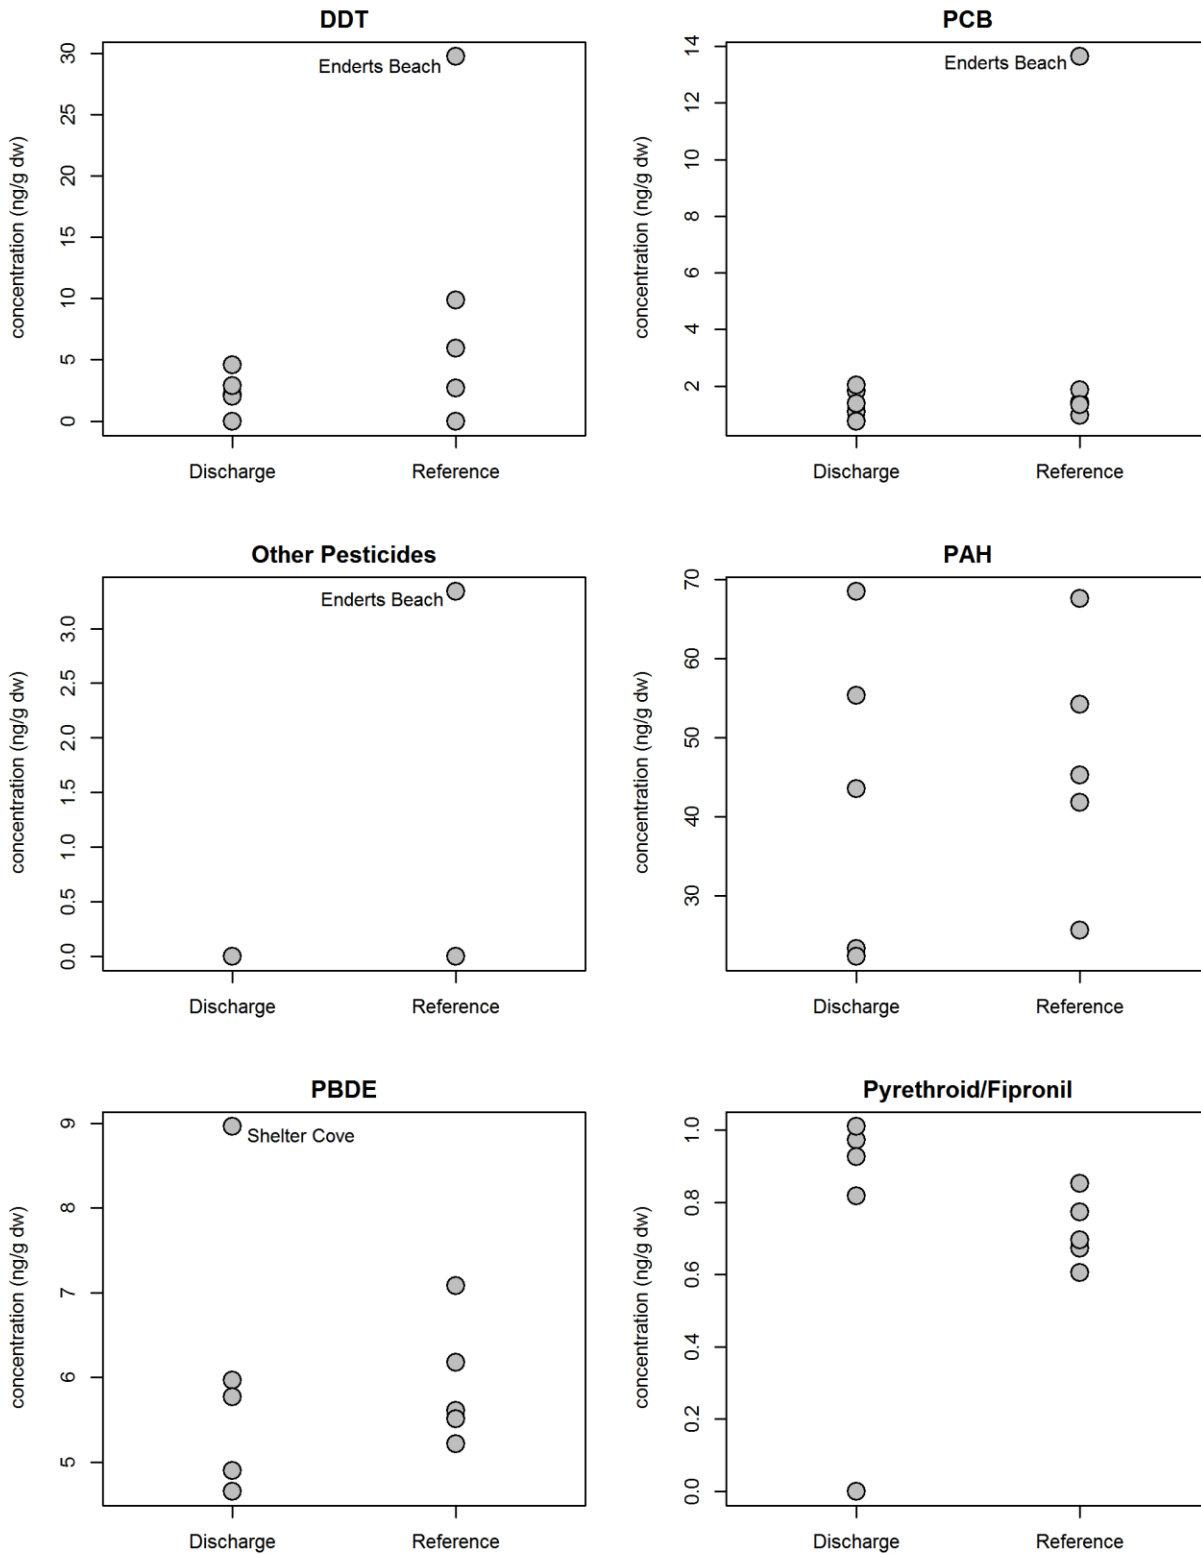 DDT
concentration (ng/g dw)
30
25
20
15
10
5
0
Enderts Beach
Discharge
Reference
PCB
concentration (ng/g dw)
14
12
10
8
6
4
2
Enderts Beach
Discharge
Reference
Other Pesticides
concentration (ng/g dw)
3.0
2.5
2.0
1.5
1.0
0.5
0.0
Enderts Beach
Discharge
Reference
PAH
concentration (ng/g dw)
70
60
50
40
30
Discharge
Reference
PBDE
concentration (ng/g dw)
9
8
7
6
5
Shelter Cove
Discharge
Reference
Pyrethroid/Fipronil
concentration (ng/g dw)
1.0
0.8
0.6
0.4
0.2
0.0
Discharge
Reference